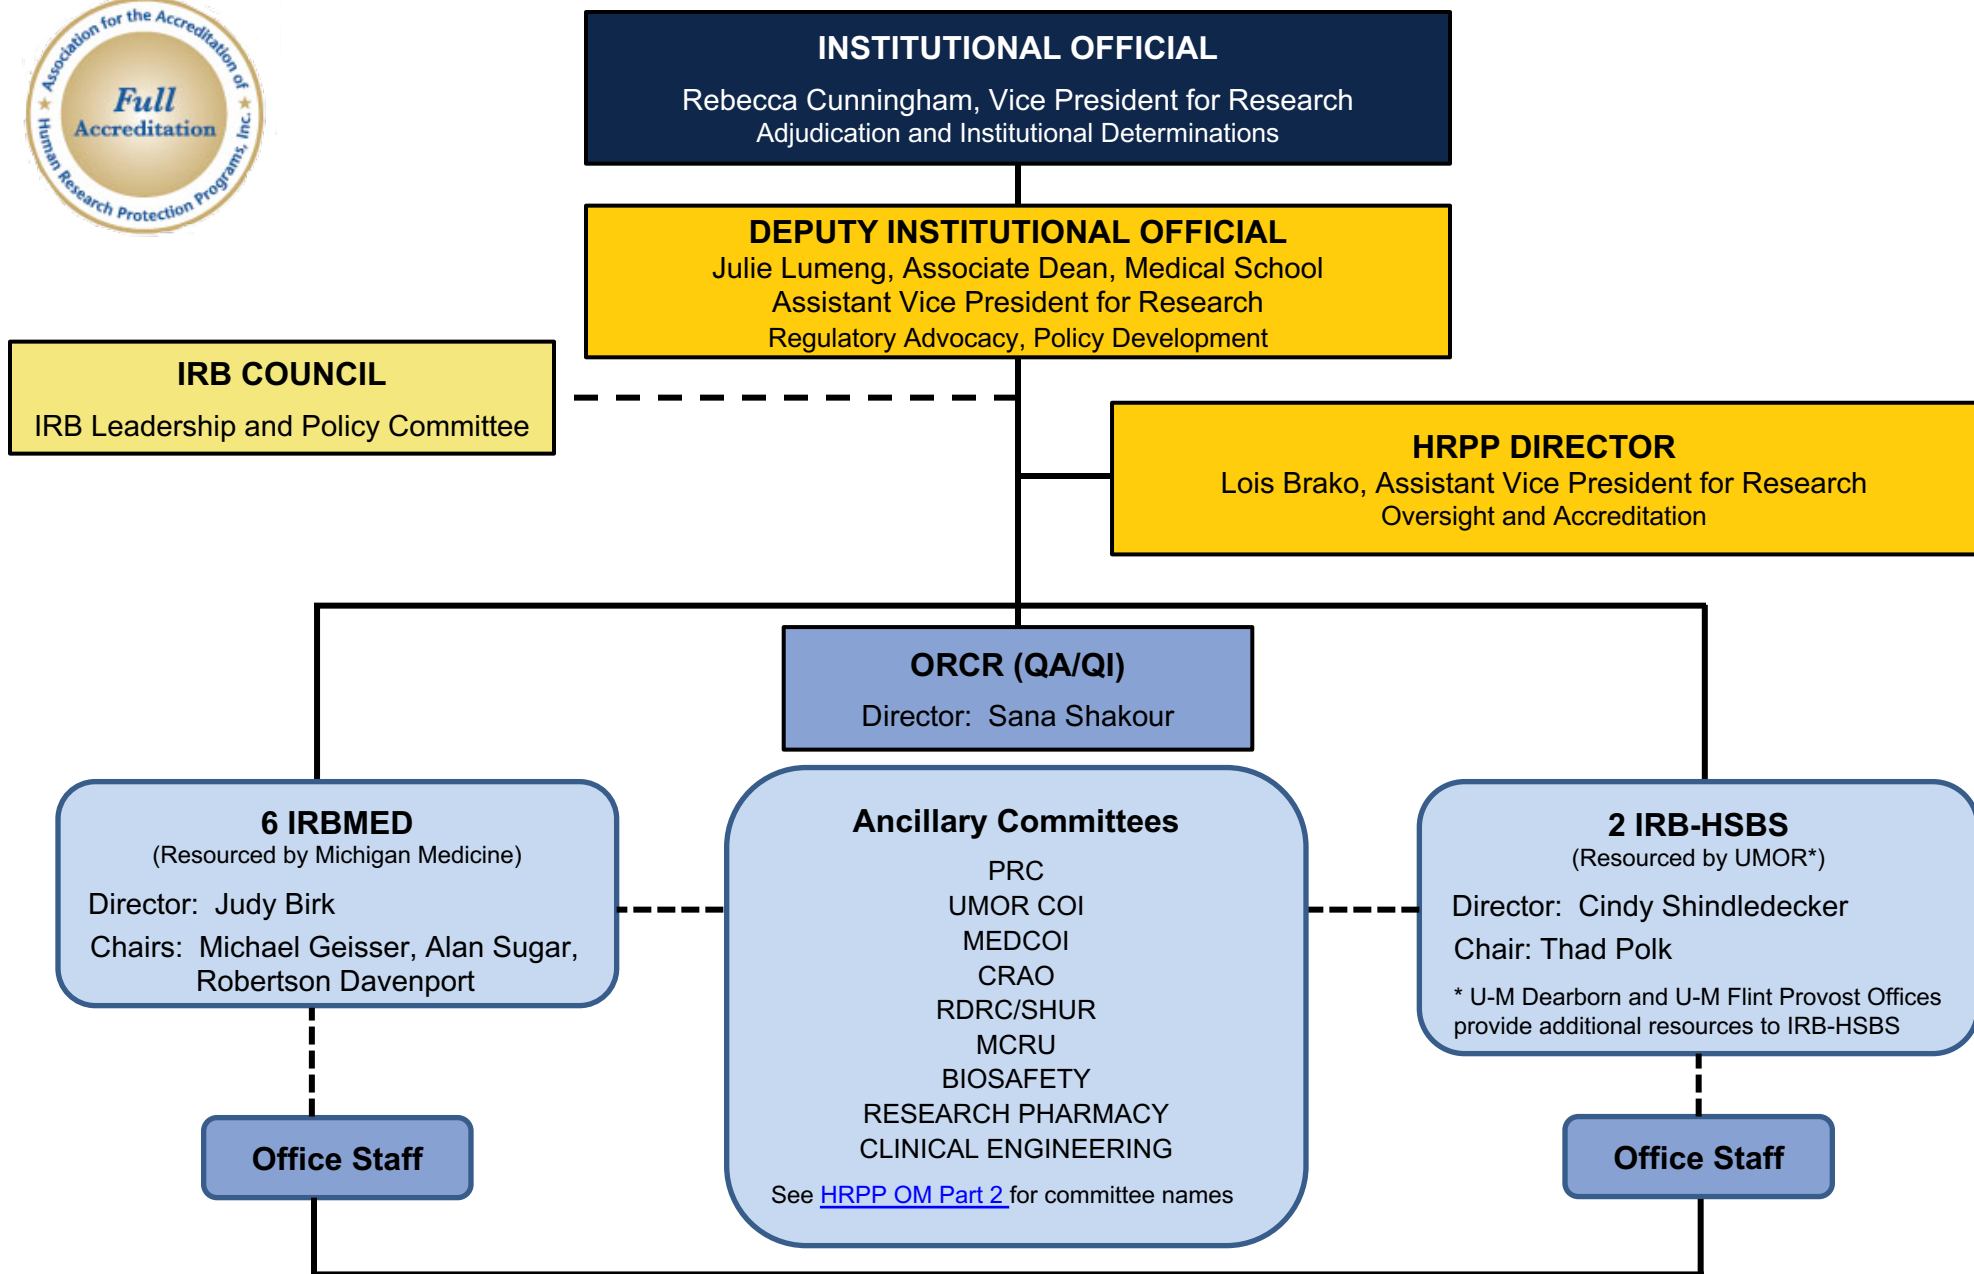 Association for the Accreditation of
Human Research Protection Programs, Inc.
Full
Accreditation
INSTITUTIONAL OFFICIAL
Rebecca Cunningham, Vice President for Research
Adjudication and Institutional Determinations
DEPUTY INSTITUTIONAL OFFICIAL
Julie Lumeng, Associate Dean, Medical School
Assistant Vice President for Research
Regulatory Advocacy, Policy Development
IRB COUNCIL
IRB Leadership and Policy Committee
HRPP DIRECTOR
Lois Brako, Assistant Vice President for Research
Oversight and Accreditation
ORCR (QA/QI)
Director: Sana Shakour
6 IRBMED
(Resourced by Michigan Medicine)
Director: Judy Birk
Chairs: Michael Geisser, Alan Sugar,
Robertson Davenport
Ancillary Committees
PRC
UMOR COI
MEDCOI
CRAO
RDRC/SHUR
MCRU
BIOSAFETY
RESEARCH PHARMACY
CLINICAL ENGINEERING
See HRPP OM Part 2 for committee names
2 IRB-HSBS
(Resourced by UMOR*)
Director: Cindy Shindledecker
Chair: Thad Polk
* U-M Dearborn and U-M Flint Provost Offices
provide additional resources to IRB-HSBS
Office Staff
Office Staff